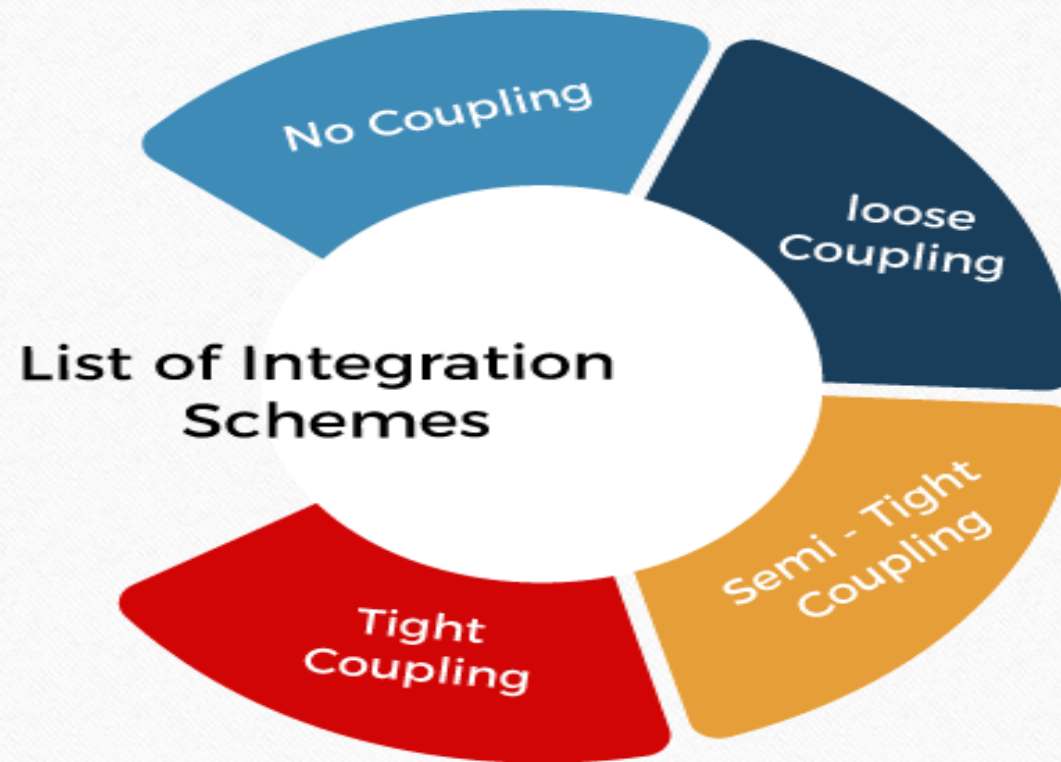 No Coupling
loose
Coupling
List of Integration
Schemes
Semi - Tight
Coupling
Tight
Coupling